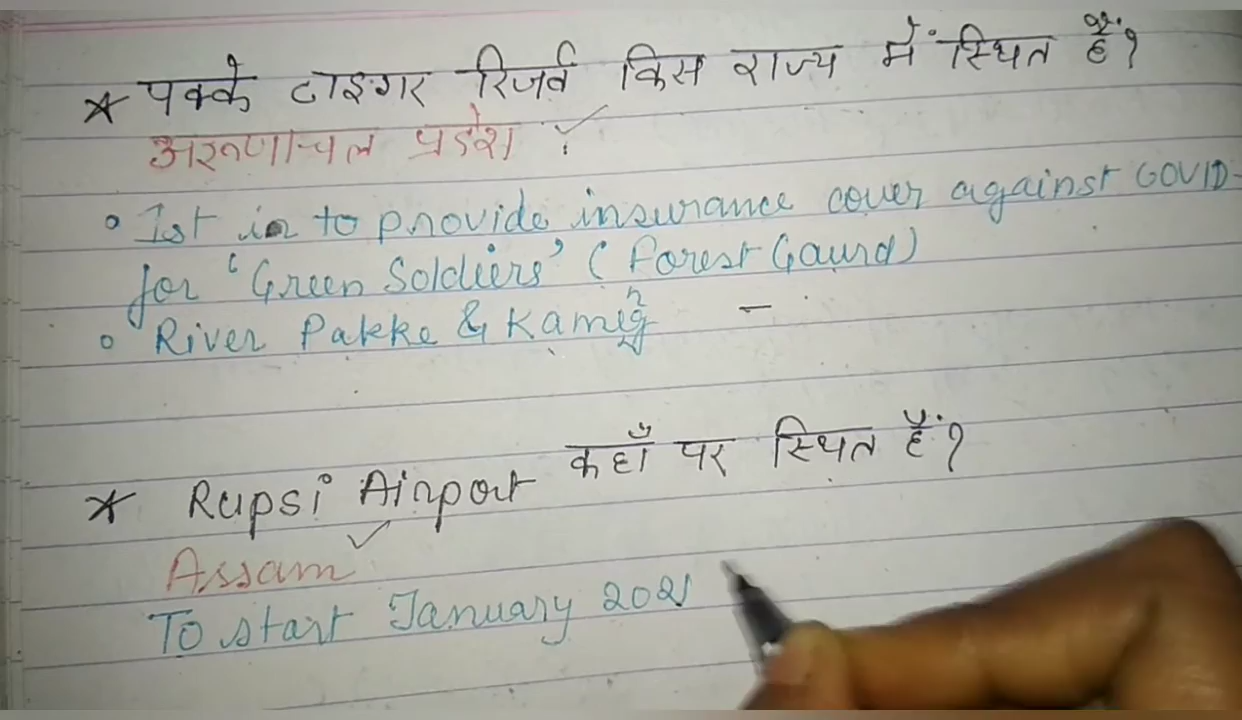 * पक्के टाइगर रिजर्व किस राज्य में स्थित हैं?
अरूणाचल प्रदेश
• Ist in to provide insurance cover against COVID-
for 'Green Soldiers' (Forest Gaurd)
• River Pakke & Kameng -
* Rupsi Airport कहाँ पर स्थित हैं?
Assam
To start January 2021